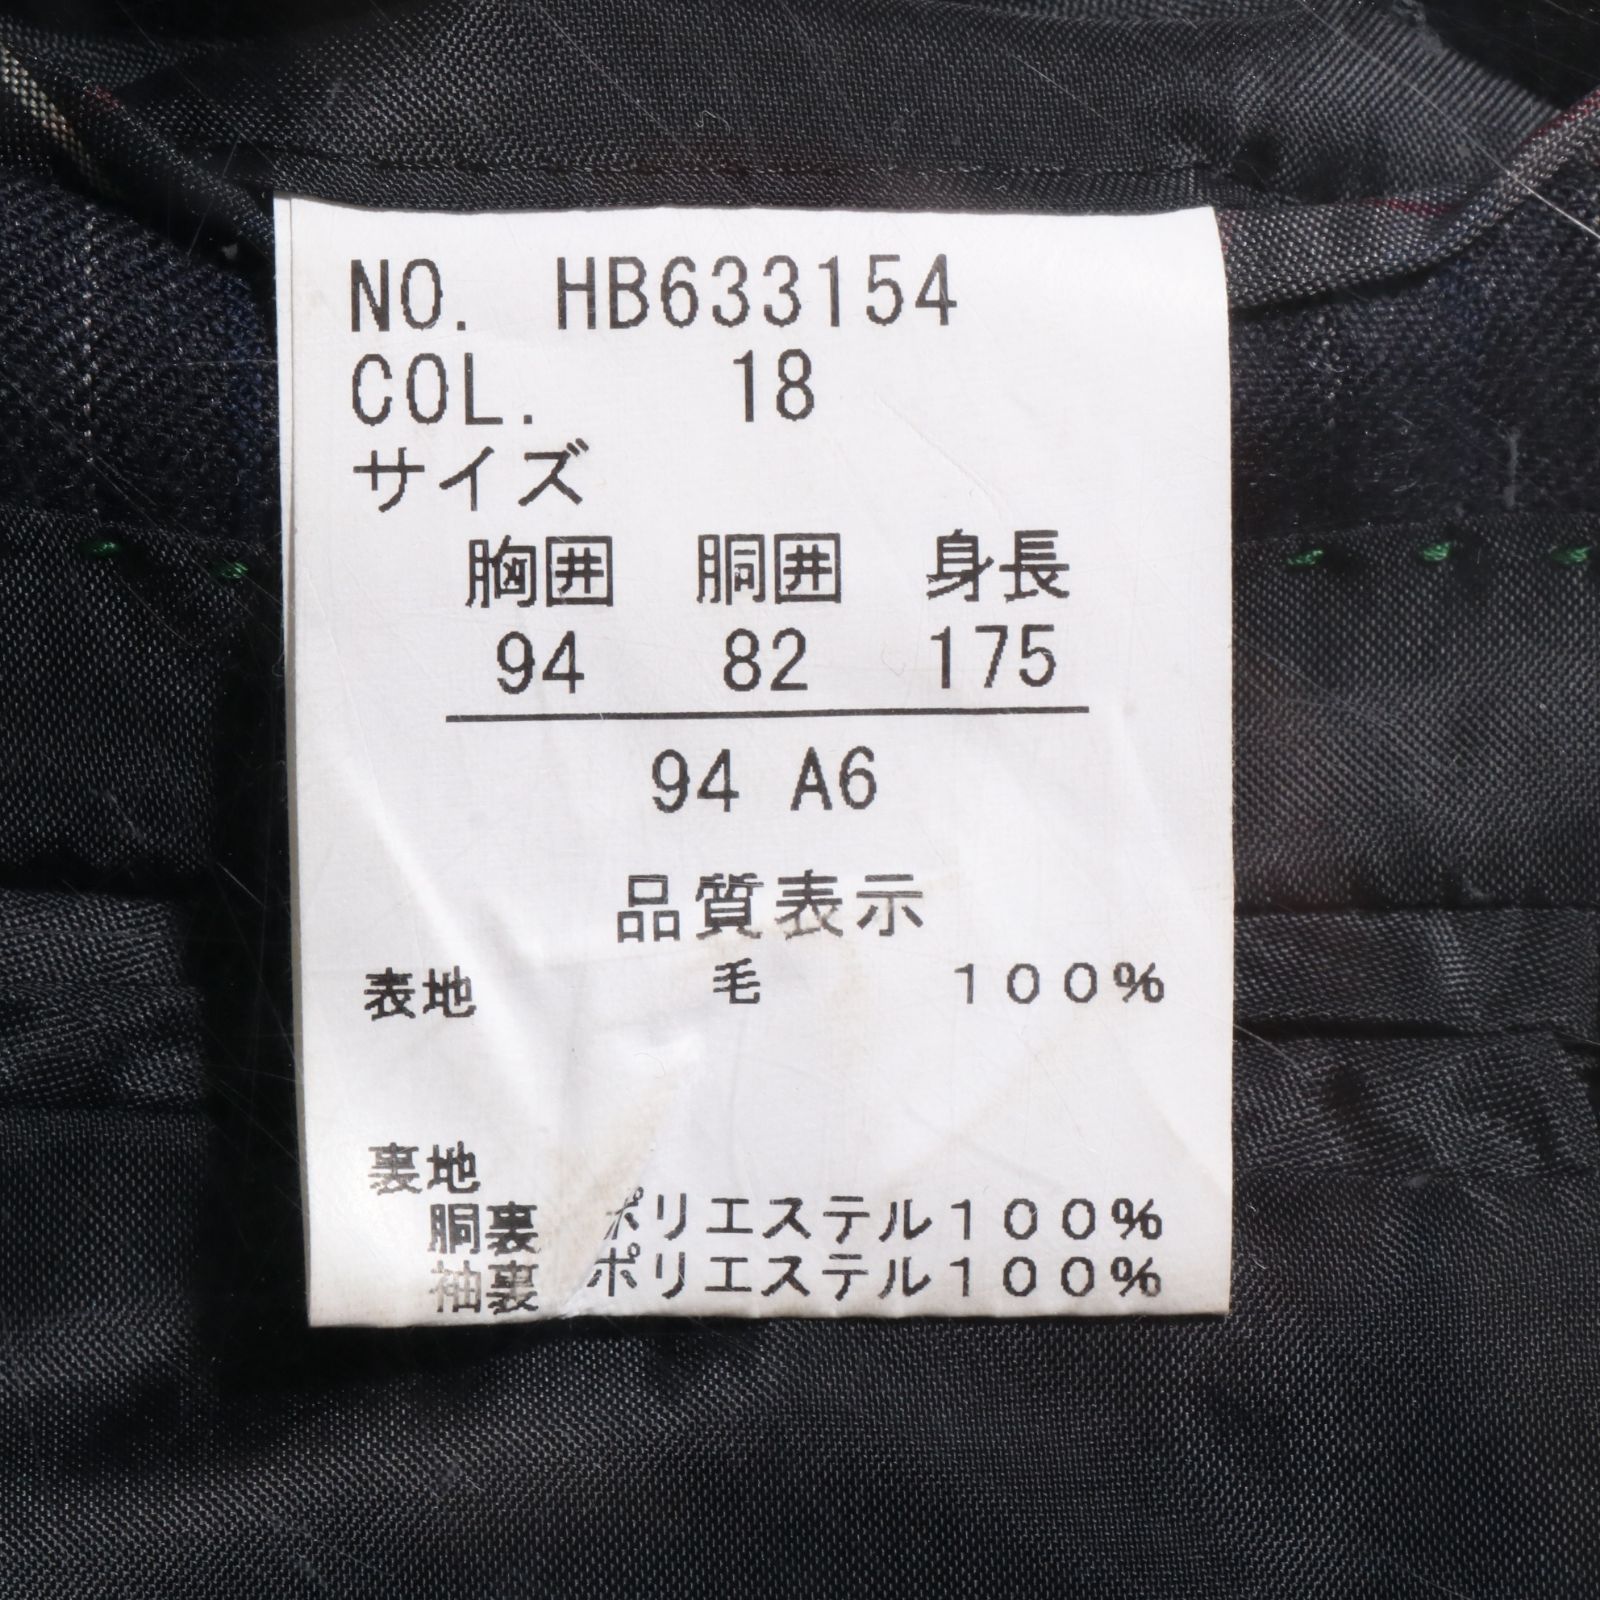 NO. HB633154
COL. 18
サイズ
胸囲 胴囲 身長
94 82 175
94 A6
品質表示
表地 毛 100%
裏地
胴裏 ポリエステル100%
袖裏 ポリエステル100%